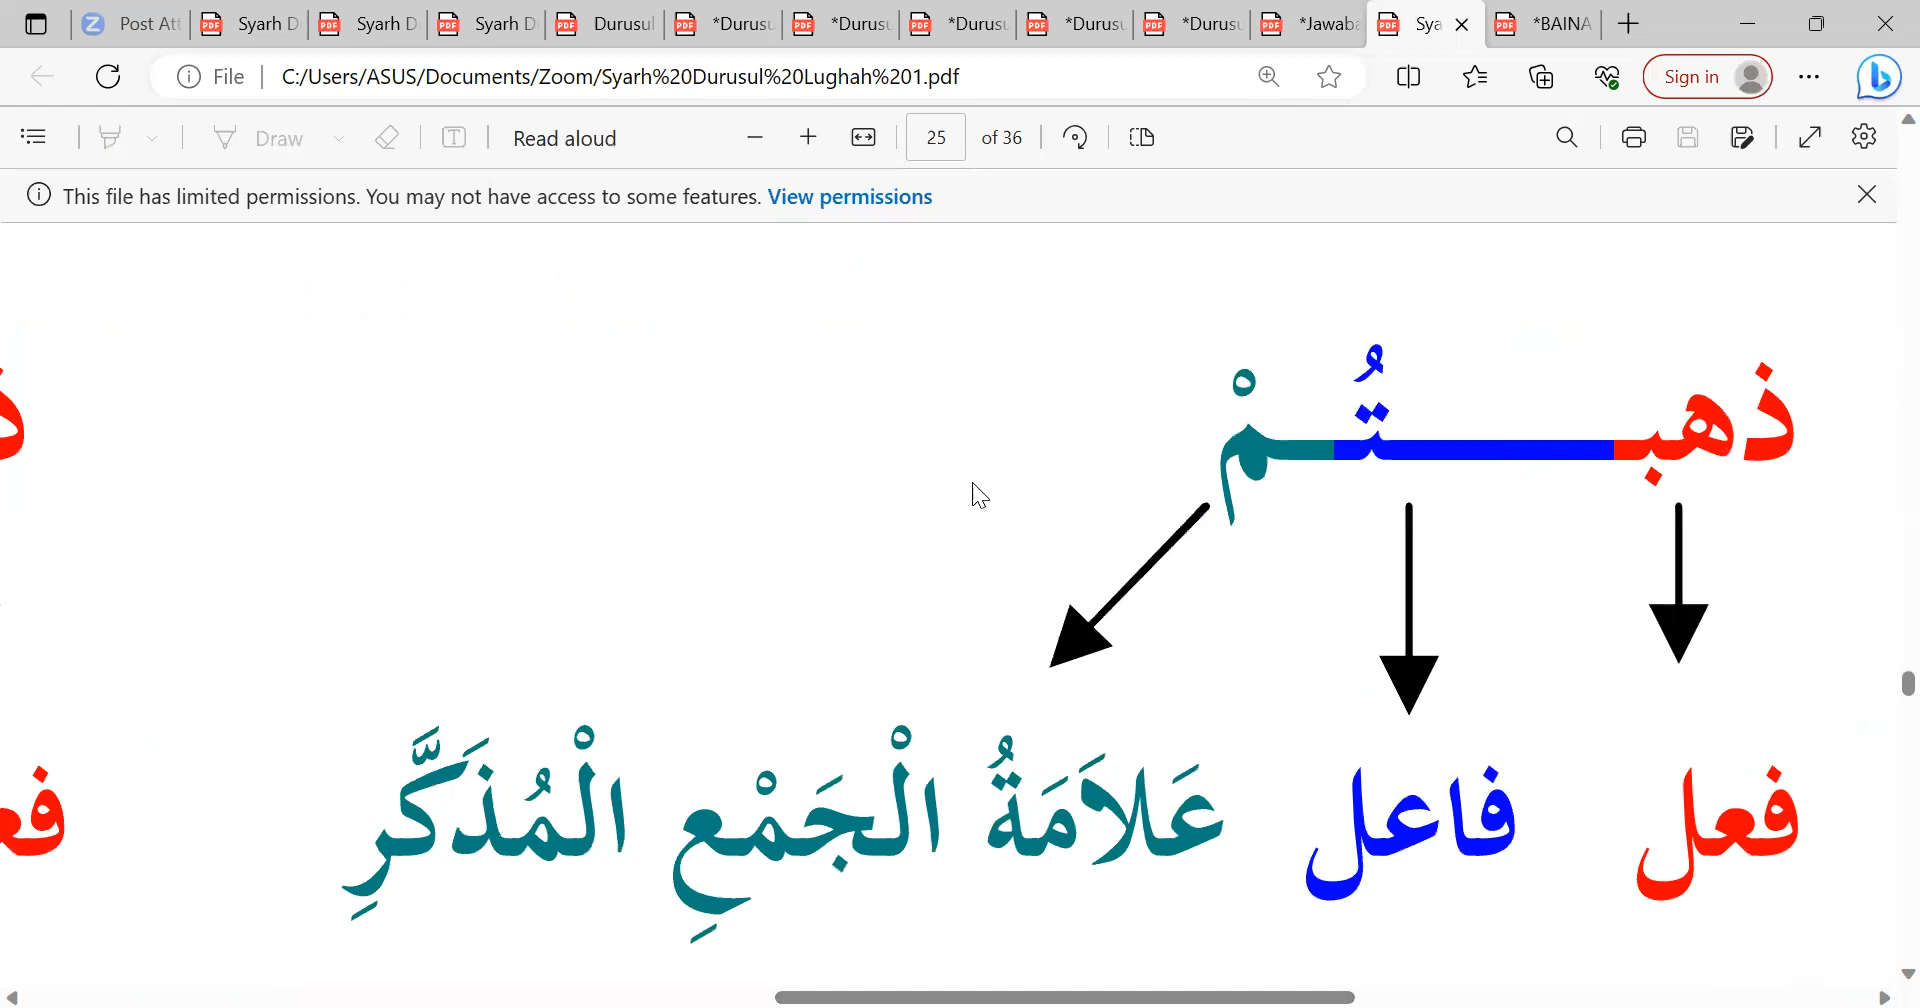 Post Att
Syarh D
Syarh D
Syarh D
Durusul
*Durusu
*Durusu
*Durusu
*Durusu
*Durusu
*Jawaba
Sya
*BAINA
File
C:/Users/ASUS/Documents/Zoom/Syarh%20Durusul%20Lughah%201.pdf
Sign in
Draw
Read aloud
25 of 36
This file has limited permissions. You may not have access to some features. View permissions
ذهبتُمْ
فعل فاعل عَلاَمَةُ الْجَمْعِ الْمُذَكَّرِ